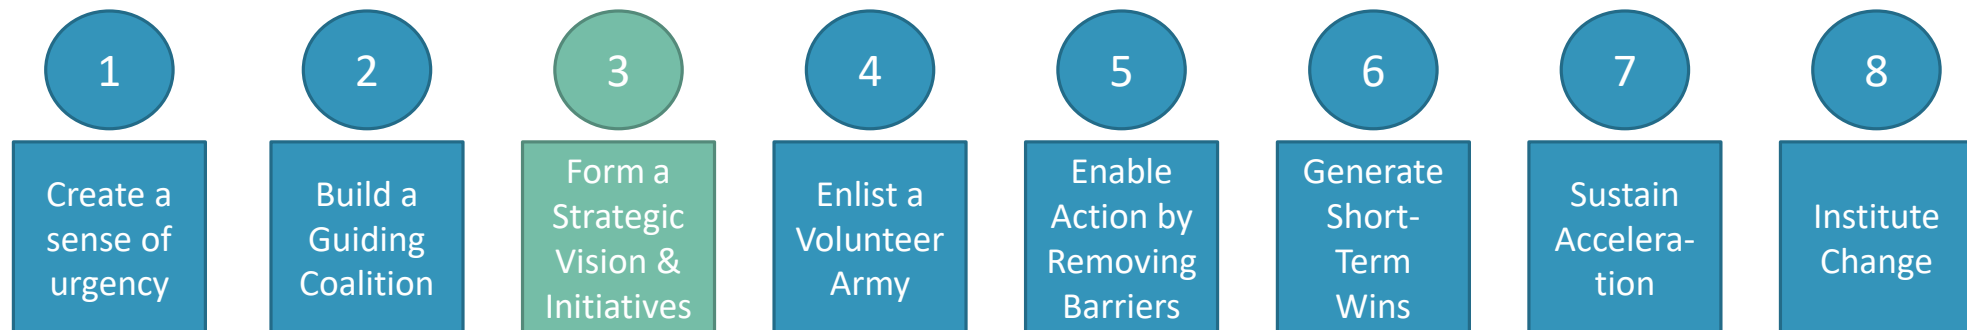 1
Create a
sense of
urgency
2
Build a
Guiding
Coalition
3
Form a
Strategic
Vision &
Initiatives
4
Enlist a
Volunteer
Army
5
Enable
Action by
Removing
Barriers
6
Generate
Short-
Term
Wins
7
Sustain
Accelera-
tion
8
Institute
Change